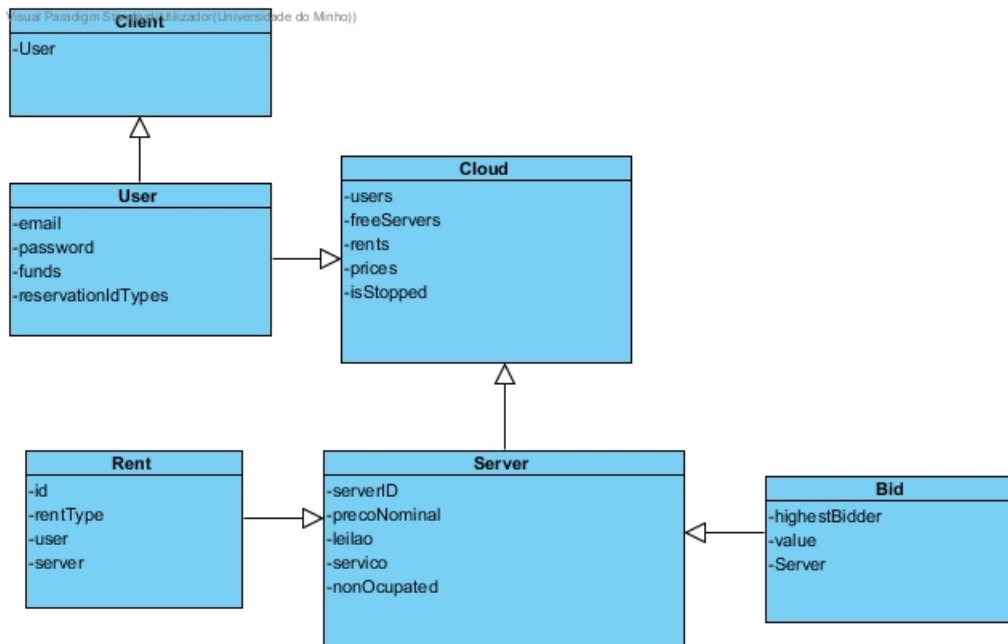 Visual Paradigm Standard(Utilizador(Universidade do Minho))
Client
-User
User
-email
-password
-funds
-reservationIdTypes
Cloud
-users
-freeServers
-rents
-prices
-isStopped
Rent
-id
-rentType
-user
-server
Server
-serverID
-precoNominal
-leilao
-servico
-nonOcupated
Bid
-highestBidder
-value
-Server